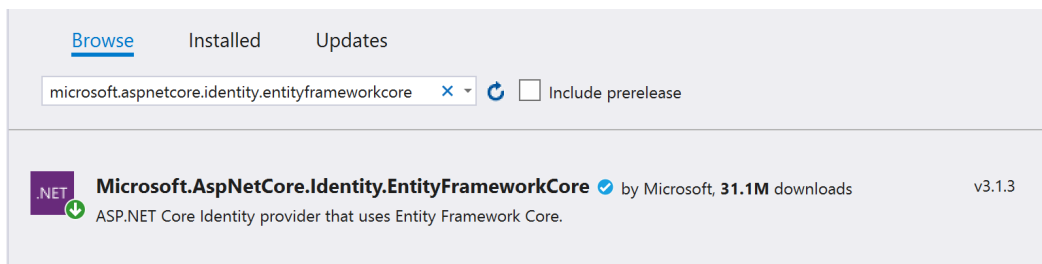 Browse Installed Updates
microsoft.aspnetcore.identity.entityframeworkcore Include prerelease
.NET Microsoft.AspNetCore.Identity.EntityFrameworkCore by Microsoft, 31.1M downloads v3.1.3
ASP.NET Core Identity provider that uses Entity Framework Core.